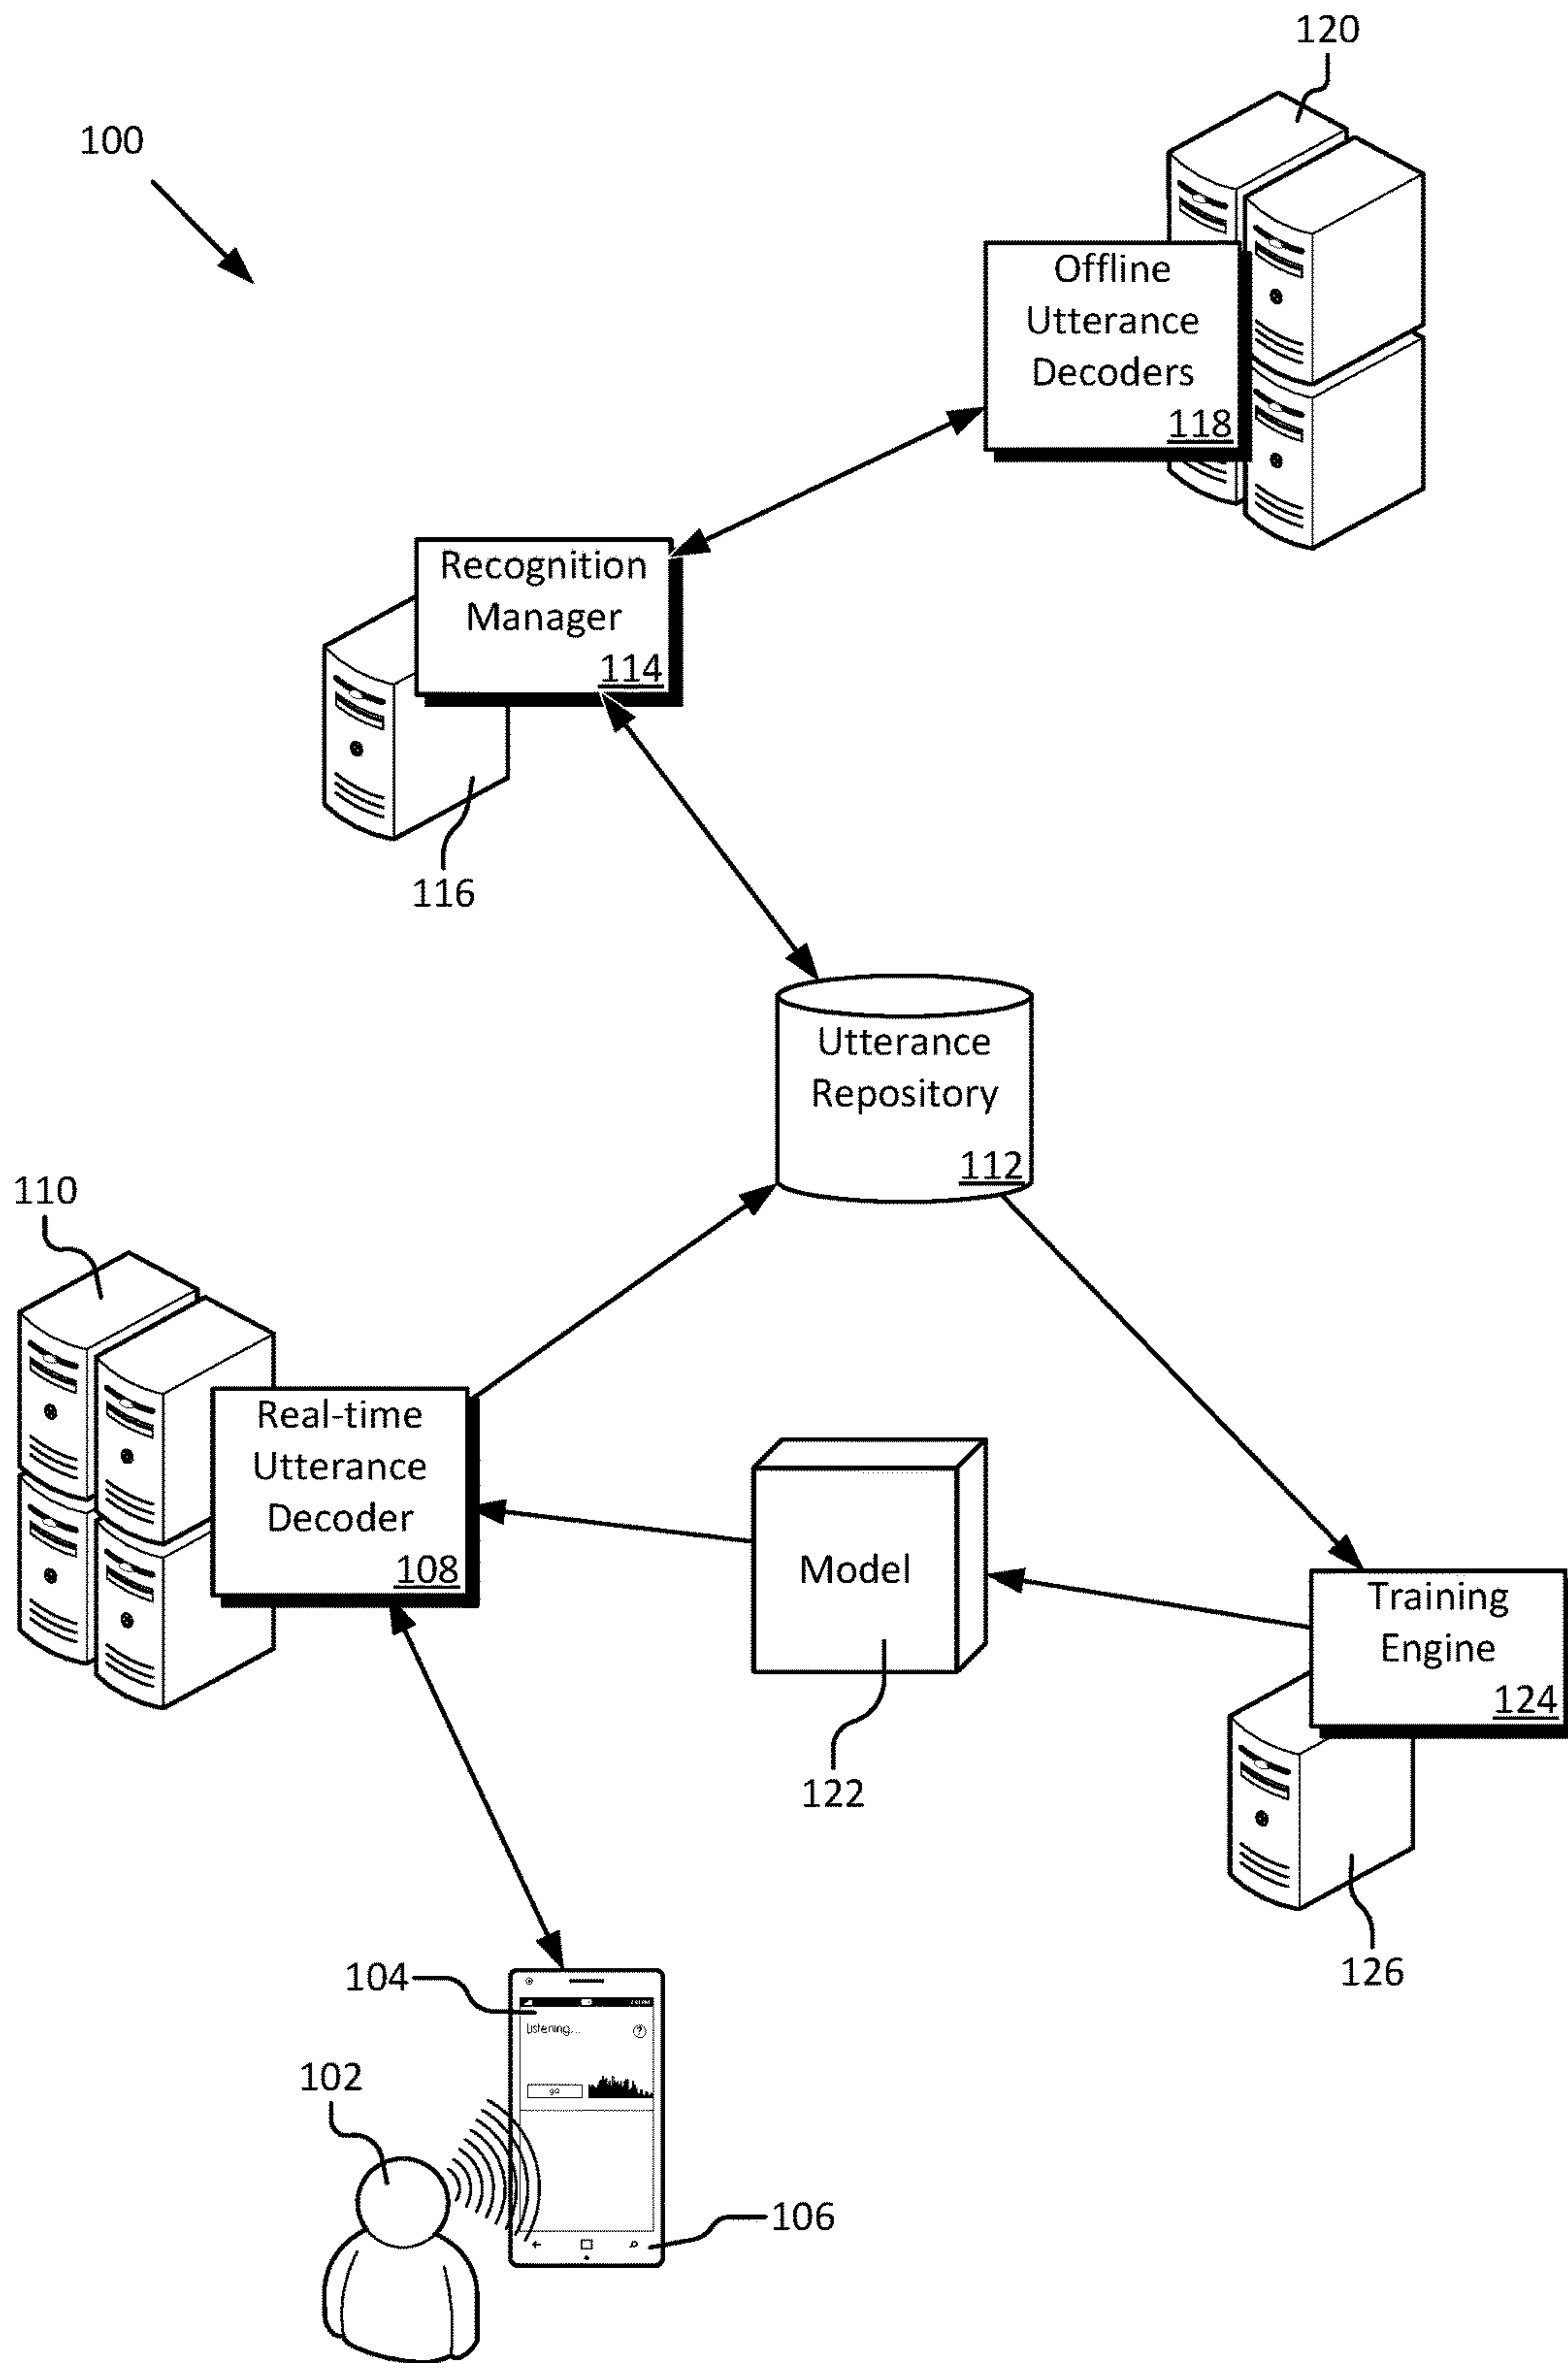 120
100
Offline
Utterance
Decoders
118
Recognition
Manager
114
116
Utterance
Repository
112
110
Real-time
Utterance
Decoder
108
Model
Training
Engine
124
122
126
104
Listening...
?
go
102
106